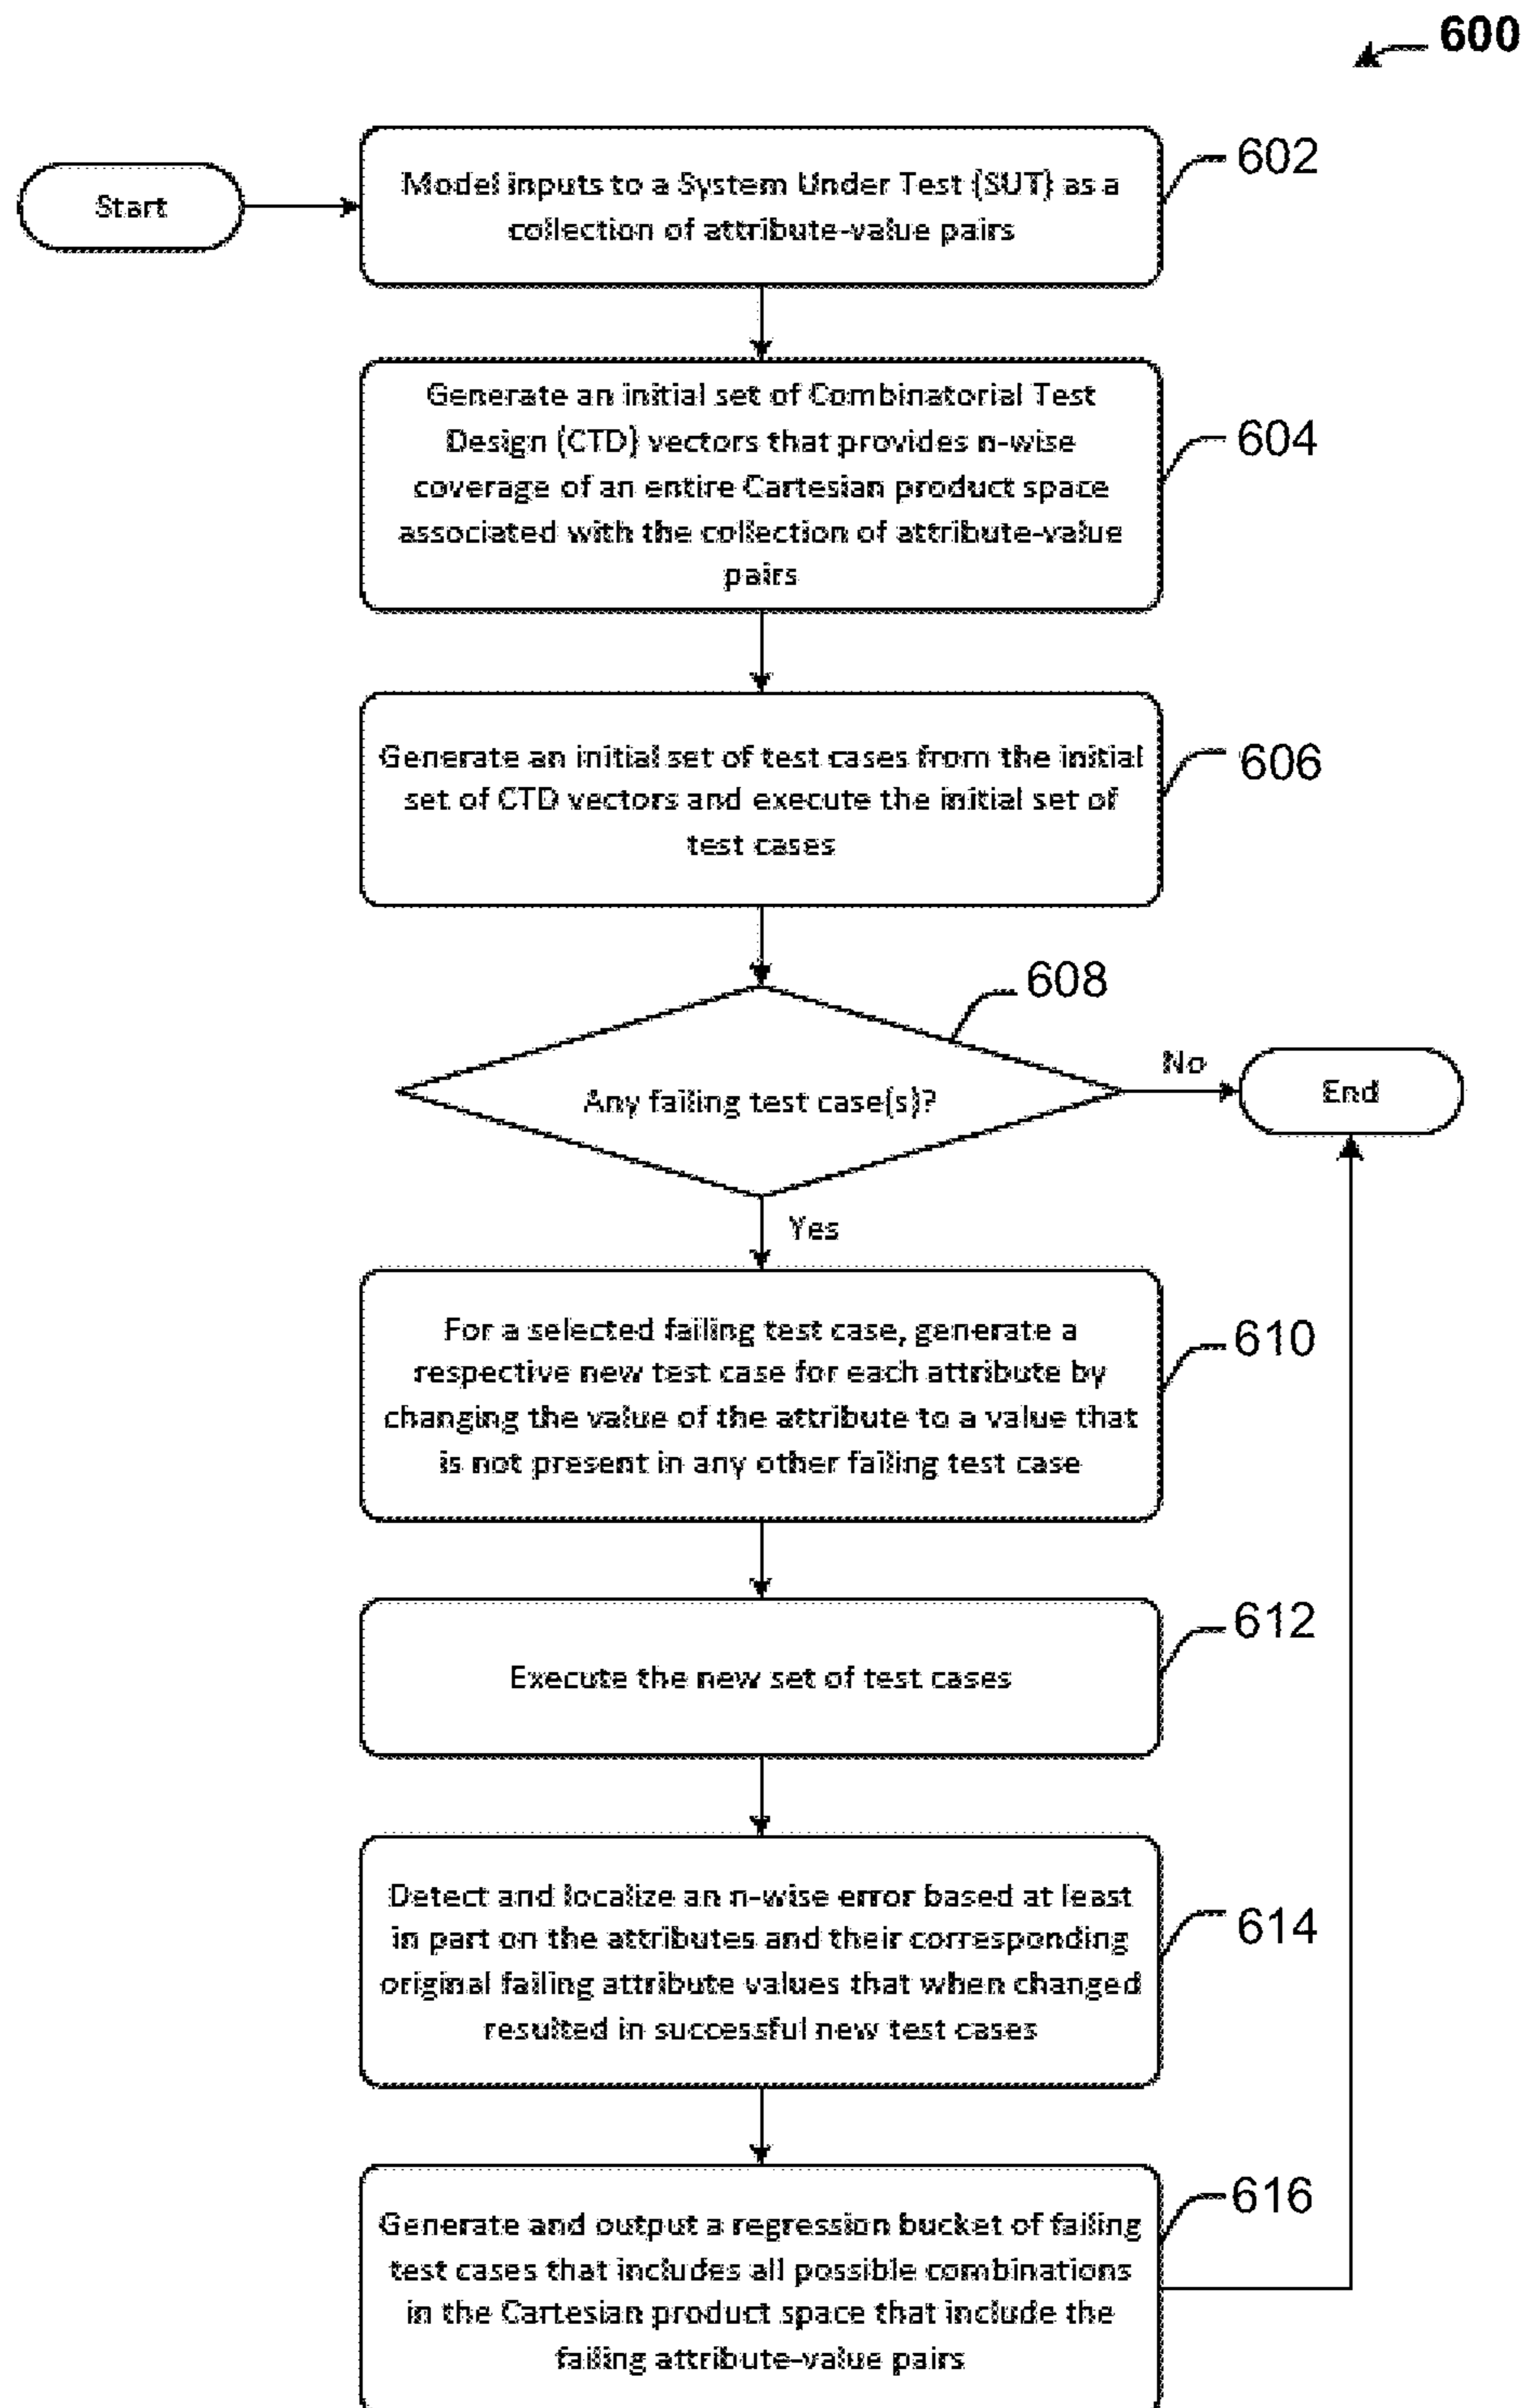 600
Start
Model inputs to a System Under Test (SUT) as a
collection of attribute-value pairs
602
Generate an initial set of Combinatorial Test
Design (CTD) vectors that provides n-wise
coverage of an entire Cartesian product space
associated with the collection of attribute-value
pairs
604
Generate an initial set of test cases from the initial
set of CTD vectors and execute the initial set of
test cases
606
608
Any failing test case(s)?
No
End
Yes
For a selected failing test case, generate a
respective new test case for each attribute by
changing the value of the attribute to a value that
is not present in any other failing test case
610
Execute the new set of test cases
612
Detect and localize an n-wise error based at least
in part on the attributes and their corresponding
original failing attribute values that when changed
resulted in successful new test cases
614
Generate and output a regression bucket of failing
test cases that includes all possible combinations
in the Cartesian product space that include the
failing attribute-value pairs
616